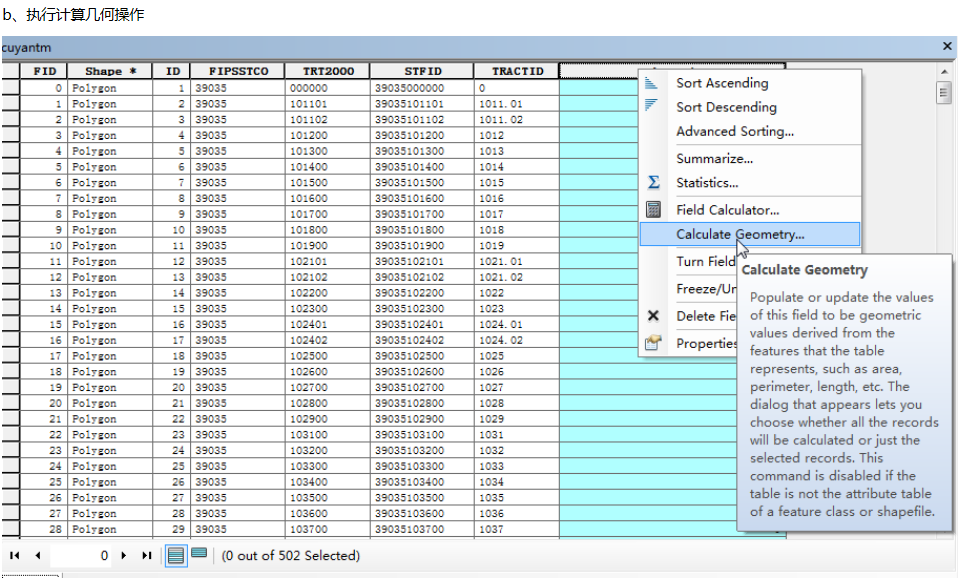 b、执行计算几何操作
cuyantm
FID Shape * ID FIPSSTCO TRT2000 STFID TRACTID
0 Polygon 1 39035 000000 39035000000 0
1 Polygon 2 39035 101101 39035101101 1011.01
2 Polygon 3 39035 101102 39035101102 1011.02
3 Polygon 4 39035 101200 39035101200 1012
4 Polygon 5 39035 101300 39035101300 1013
5 Polygon 6 39035 101400 39035101400 1014
6 Polygon 7 39035 101500 39035101500 1015
7 Polygon 8 39035 101600 39035101600 1016
8 Polygon 9 39035 101700 39035101700 1017
9 Polygon 10 39035 101800 39035101800 1018
10 Polygon 11 39035 101900 39035101900 1019
11 Polygon 12 39035 102101 39035102101 1021.01
12 Polygon 13 39035 102102 39035102102 1021.02
13 Polygon 14 39035 102200 39035102200 1022
14 Polygon 15 39035 102300 39035102300 1023
15 Polygon 16 39035 102401 39035102401 1024.01
16 Polygon 17 39035 102402 39035102402 1024.02
17 Polygon 18 39035 102500 39035102500 1025
18 Polygon 19 39035 102600 39035102600 1026
19 Polygon 20 39035 102700 39035102700 1027
20 Polygon 21 39035 102800 39035102800 1028
21 Polygon 22 39035 102900 39035102900 1029
22 Polygon 23 39035 103100 39035103100 1031
23 Polygon 24 39035 103200 39035103200 1032
24 Polygon 25 39035 103300 39035103300 1033
25 Polygon 26 39035 103400 39035103400 1034
26 Polygon 27 39035 103500 39035103500 1035
27 Polygon 28 39035 103600 39035103600 1036
28 Polygon 29 39035 103700 39035103700 1037
Sort Ascending
Sort Descending
Advanced Sorting...
Summarize...
Σ Statistics...
Field Calculator...
Calculate Geometry...
Turn Field
Freeze/Un
Delete Fie
Properties
Calculate Geometry
Populate or update the values
of this field to be geometric
values derived from the
features that the table
represents, such as area,
perimeter, length, etc. The
dialog that appears lets you
choose whether all the records
will be calculated or just the
selected records. This
command is disabled if the
table is not the attribute table
of a feature class or shapefile.
0
(0 out of 502 Selected)